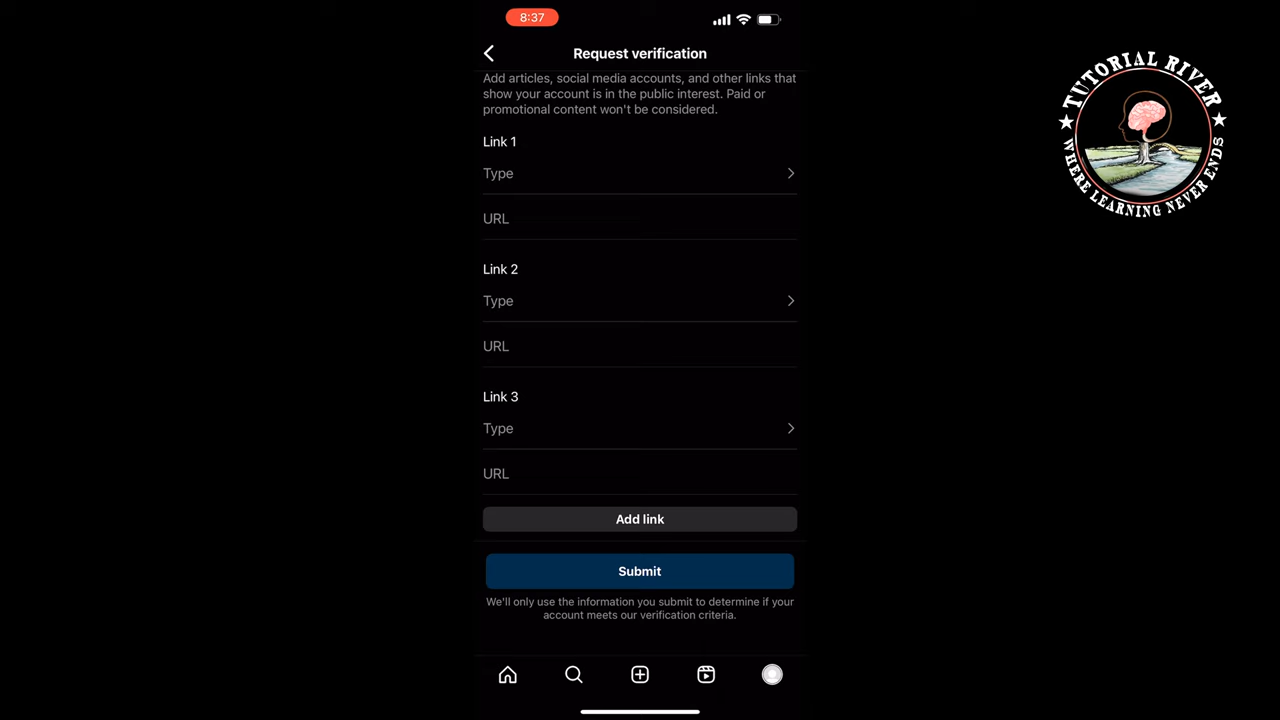 8:37
Request verification
Add articles, social media accounts, and other links that
show your account is in the public interest. Paid or
promotional content won't be considered.
Link 1
Type
URL
Link 2
Type
URL
Link 3
Type
URL
Add link
Submit
We'll only use the information you submit to determine if your
account meets our verification criteria.
TUTORIAL RIVER
WHERE LEARNING NEVER ENDS